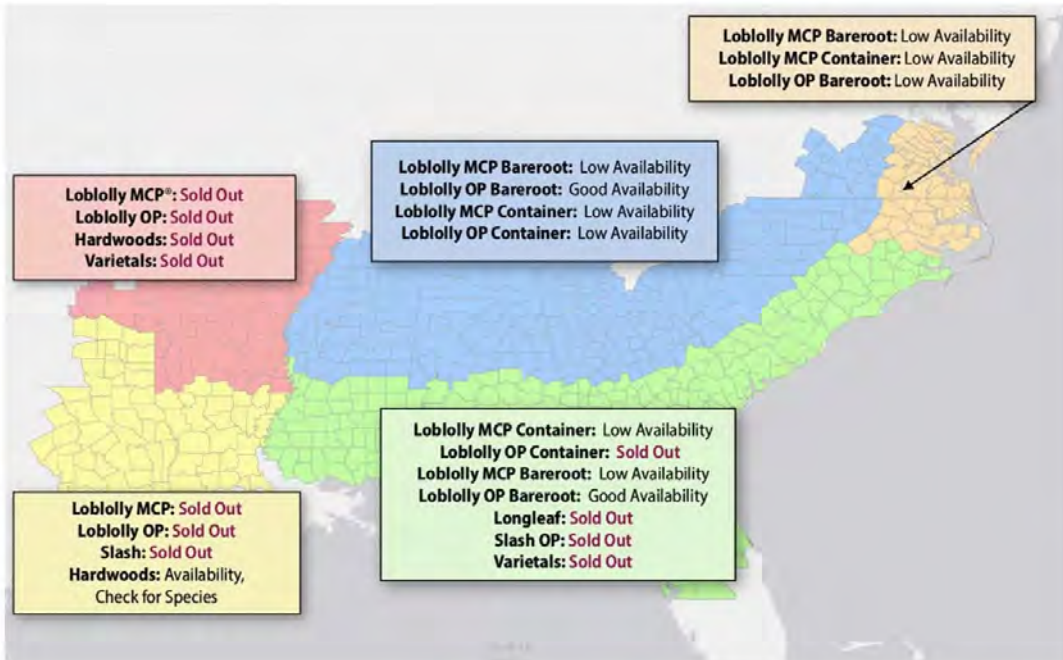 Loblolly MCP Bareroot: Low Availability
Loblolly MCP Container: Low Availability
Loblolly OP Bareroot: Low Availability
Loblolly MCP Bareroot: Low Availability
Loblolly OP Bareroot: Good Availability
Loblolly MCP Container: Low Availability
Loblolly OP Container: Low Availability
Loblolly MCP®: Sold Out
Loblolly OP: Sold Out
Hardwoods: Sold Out
Varietals: Sold Out
Loblolly MCP Container: Low Availability
Loblolly OP Container: Sold Out
Loblolly MCP Bareroot: Low Availability
Loblolly OP Bareroot: Good Availability
Longleaf: Sold Out
Slash OP: Sold Out
Varietals: Sold Out
Loblolly MCP: Sold Out
Loblolly OP: Sold Out
Slash: Sold Out
Hardwoods: Availability,
Check for Species